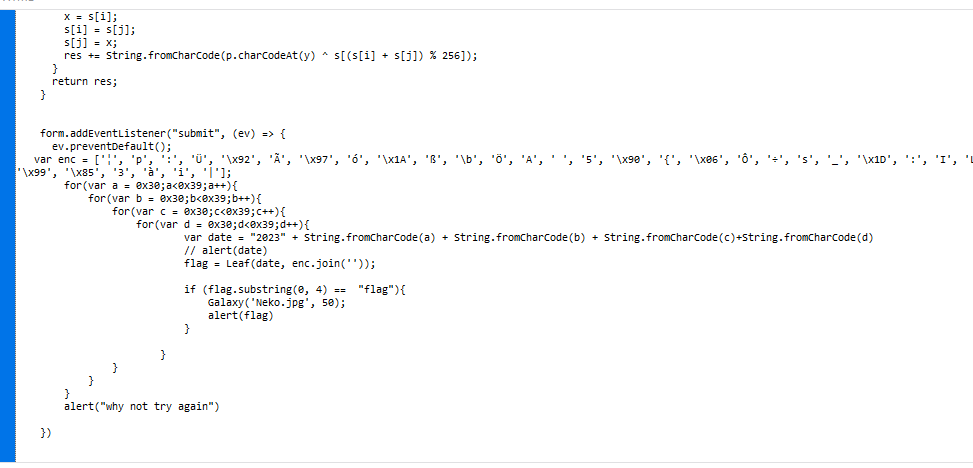 x = s[i];
s[i] = s[j];
s[j] = x;
res += String.fromCharCode(p.charCodeAt(y) ^ s[(s[i] + s[j]) % 256]);
}
return res;
}
form.addEventListener("submit", (ev) => {
ev.preventDefault();
var enc = ['¦', 'p', ':', 'Ü', '\x92', 'Ã', '\x97', 'ó', '\x1A', 'ß', '\b', 'Ö', 'A', ' ', '5', '\x90', '{', '\x06', 'Ô', '÷', 's', '_', '\x1D', ':', 'I', 'L
'\x99', '\x85', '3', 'à', 'i', '|'];
for(var a = 0x30;a<0x39;a++){
for(var b = 0x30;b<0x39;b++){
for(var c = 0x30;c<0x39;c++){
for(var d = 0x30;d<0x39;d++){
var date = "2023" + String.fromCharCode(a) + String.fromCharCode(b) + String.fromCharCode(c)+String.fromCharCode(d)
// alert(date)
flag = Leaf(date, enc.join(''));
if (flag.substring(0, 4) == "flag"){
Galaxy('Neko.jpg', 50);
alert(flag)
}
}
}
}
}
alert("why not try again")
})